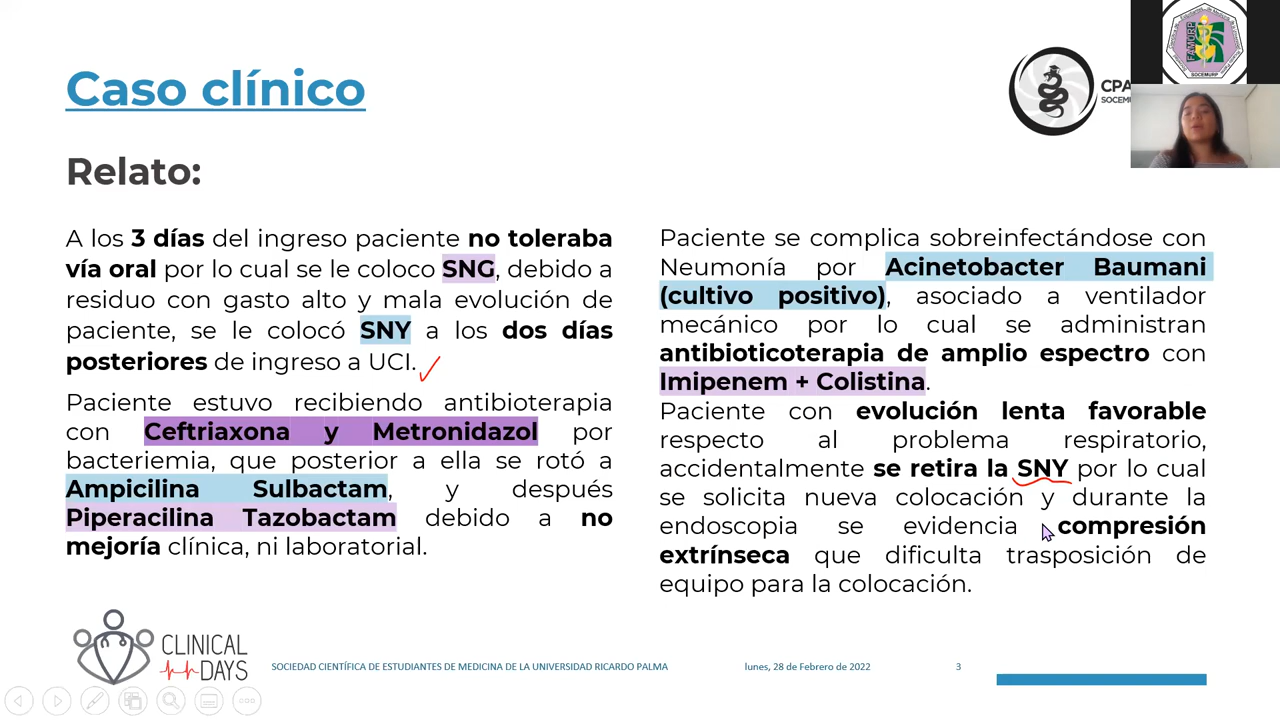 Caso clínico
Relato:
A los 3 días del ingreso paciente no toleraba
vía oral por lo cual se le coloco SNG, debido a
residuo con gasto alto y mala evolución de
paciente, se le colocó SNY a los dos días
posteriores de ingreso a UCI.
Paciente estuvo recibiendo antibioterapia
con Ceftriaxona y Metronidazol por
bacteriemia, que posterior a ella se rotó a
Ampicilina Sulbactam, y después
Piperacilina Tazobactam debido a no
mejoría clínica, ni laboratorial.
Paciente se complica sobreinfectándose con
Neumonía por Acinetobacter Baumani
(cultivo positivo), asociado a ventilador
mecánico por lo cual se administran
antibioticoterapia de amplio espectro con
Imipenem + Colistina.
Paciente con evolución lenta favorable
respecto al problema respiratorio,
accidentalmente se retira la SNY por lo cual
se solicita nueva colocación y durante la
endoscopia se evidencia compresión
extrínseca que dificulta trasposición de
equipo para la colocación.
CPA
SOCEMU
FAMURP
SOCEMURP
CLINICAL
DAYS
SOCIEDAD CIENTÍFICA DE ESTUDIANTES DE MEDICINA DE LA UNIVERSIDAD RICARDO PALMA
lunes, 28 de Febrero de 2022
3